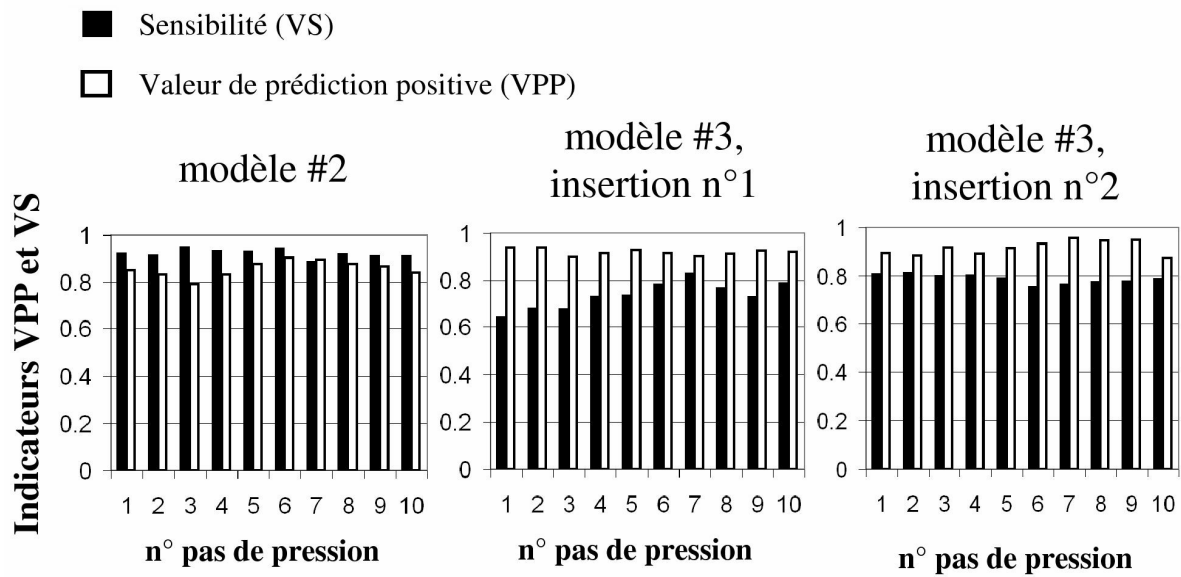 Sensibilité (VS)
Valeur de prédiction positive (VPP)
modèle #2
modèle #3,
insertion n°1
modèle #3,
insertion n°2
Indicateurs VPP et VS
1
0.8
0.6
0.4
0.2
0
1 2 3 4 5 6 7 8 9 10
n° pas de pression
1
0.8
0.6
0.4
0.2
0
1 2 3 4 5 6 7 8 9 10
n° pas de pression
1
0.8
0.6
0.4
0.2
0
1 2 3 4 5 6 7 8 9 10
n° pas de pression